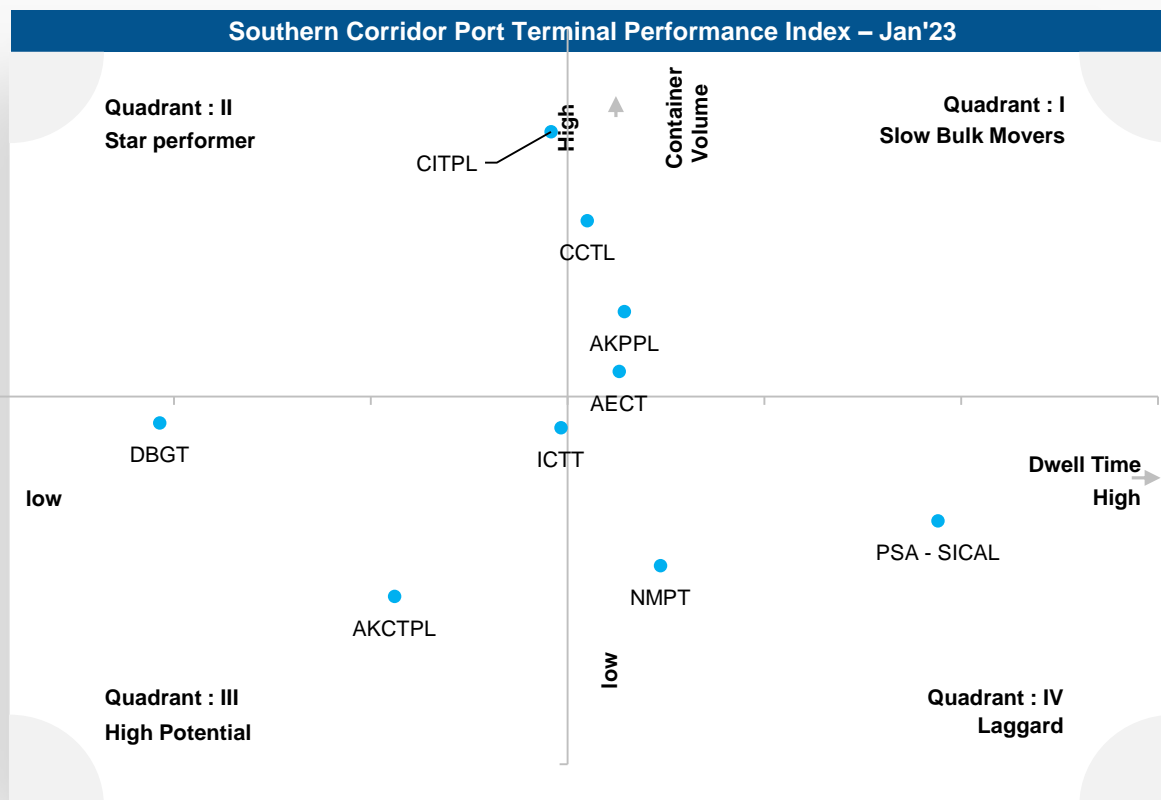 Southern Corridor Port Terminal Performance Index – Jan'23
Quadrant : II
Star performer
High
Container
Volume
Quadrant : I
Slow Bulk Movers
CITPL
CCTL
AKPPL
AECT
DBGT
ICTT
Dwell Time
High
low
PSA - SICAL
NMPT
AKCTPL
low
Quadrant : III
High Potential
Quadrant : IV
Laggard